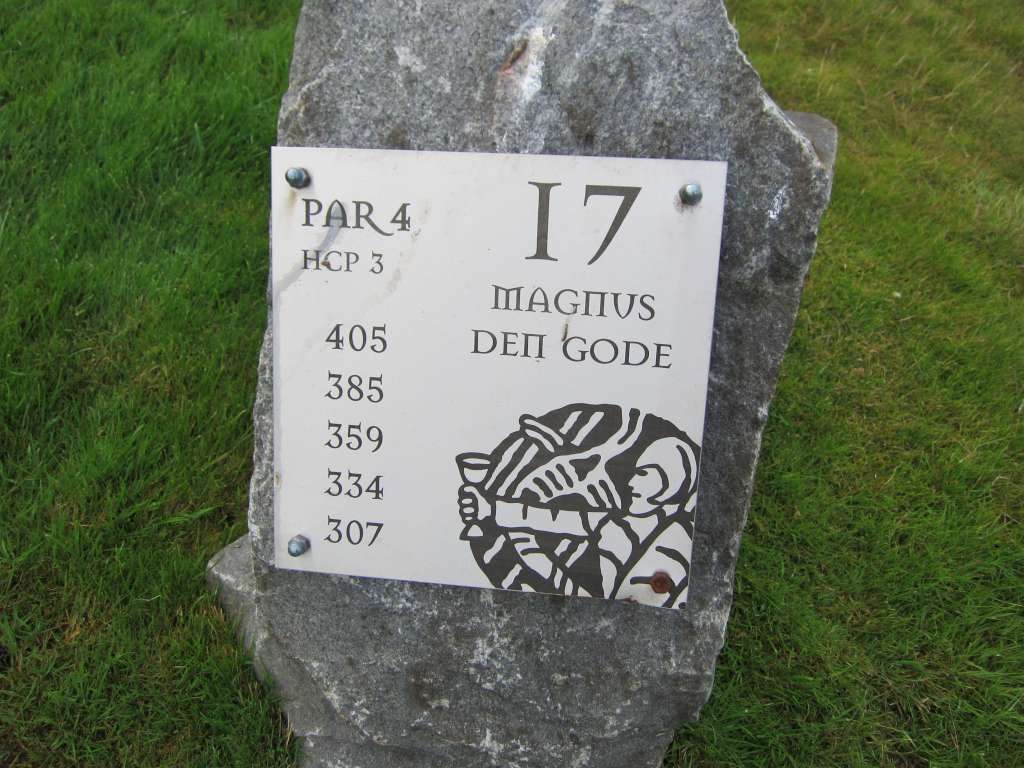 PAR 4
HCP 3
17
MAGNUS
DEN GODE
405
385
359
334
307